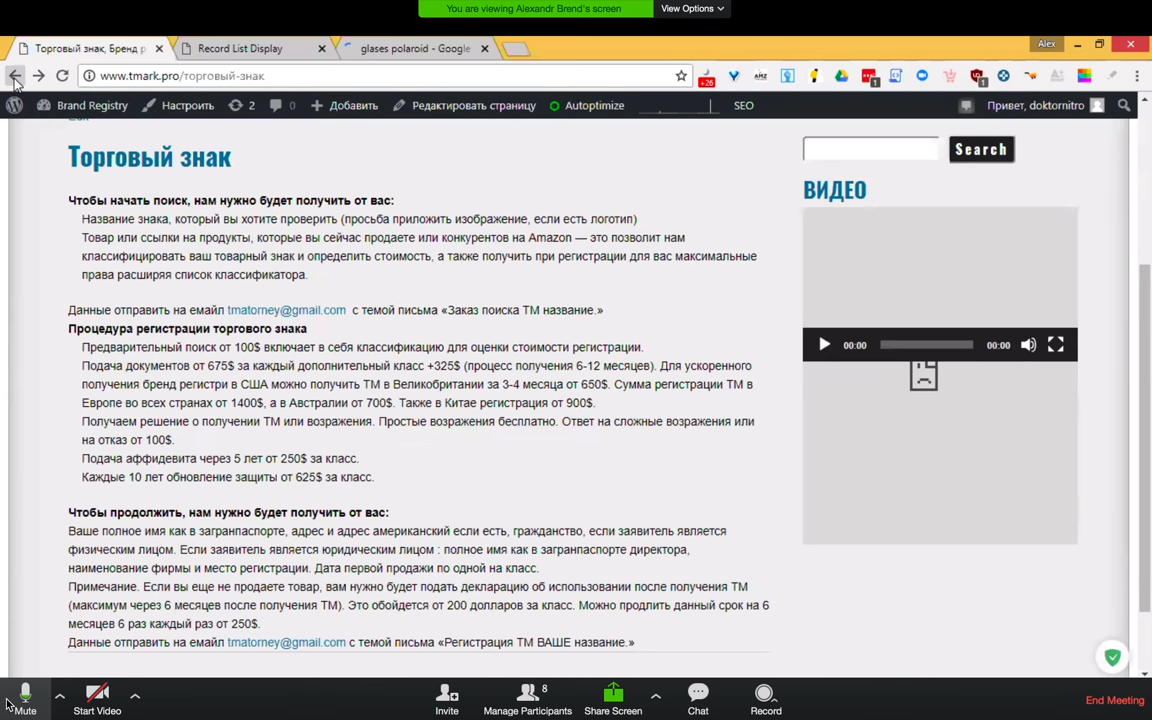 You are viewing Alexandr Brend's screen View Options
Торговый знак, Бренд р Record List Display glases polaroid - Google Alex
www.tmark.pro/торговый-знак +26 AHZ 1 1
Brand Registry Настроить 2 0 Добавить Редактировать страницу Autoptimize SEO Привет, doktornitro
Торговый знак
Search
Чтобы начать поиск, нам нужно будет получить от вас:
ВИДЕО
Название знака, который вы хотите проверить (просьба приложить изображение, если есть логотип)
Товар или ссылки на продукты, которые вы сейчас продаете или конкурентов на Amazon — это позволит нам
классифицировать ваш товарный знак и определить стоимость, а также получить при регистрации для вас максимальные
права расширяя список классификатора.
Данные отправить на емайл tmatorney@gmail.com с темой письма «Заказ поиска ТМ название.»
Процедура регистрации торгового знака
00:00 00:00
Предварительный поиск от 100$ включает в себя классификацию для оценки стоимости регистрации.
Подача документов от 675$ за каждый дополнительный класс +325$ (процесс получения 6-12 месяцев). Для ускоренного
получения бренд регистри в США можно получить ТМ в Великобритании за 3-4 месяца от 650$. Сумма регистрации ТМ в
Европе во всех странах от 1400$, а в Австралии от 700$. Также в Китае регистрация от 900$.
Получаем решение о получении ТМ или возражения. Простые возражения бесплатно. Ответ на сложные возражения или
на отказ от 100$.
Подача аффидевита через 5 лет от 250$ за класс.
Каждые 10 лет обновление защиты от 625$ за класс.
Чтобы продолжить, нам нужно будет получить от вас:
Ваше полное имя как в загранпаспорте, адрес и адрес американский если есть, гражданство, если заявитель является
физическим лицом. Если заявитель является юридическим лицом : полное имя как в загранпаспорте директора,
наименование фирмы и место регистрации. Дата первой продажи по одной на класс.
Примечание. Если вы еще не продаете товар, вам нужно будет подать декларацию об использовании после получения ТМ
(максимум через 6 месяцев после получения ТМ). Это обойдется от 200 долларов за класс. Можно продлить данный срок на 6
месяцев 6 раз каждый раз от 250$.
Данные отправить на емайл tmatorney@gmail.com с темой письма «Регистрация ТМ ВАШЕ название.»
8
Mute Start Video Invite Manage Participants Share Screen Chat Record End Meeting